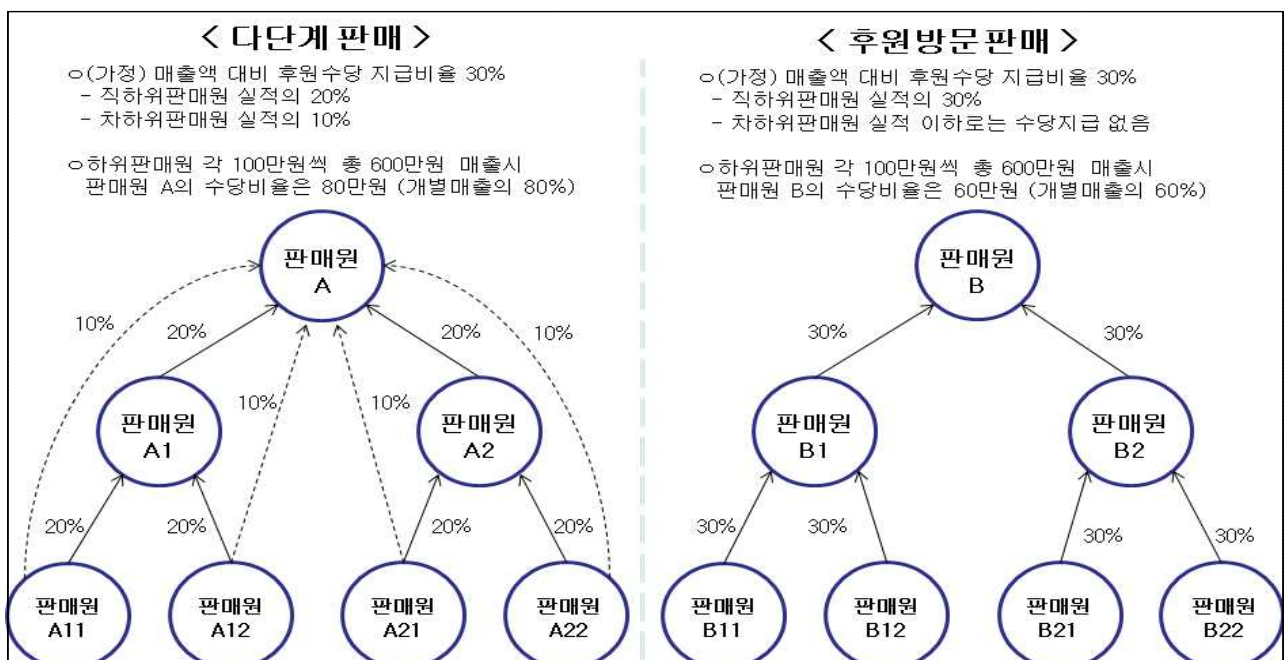 < 다단계 판매 >
○(가정) 매출액 대비 후원수당 지급비율 30%
- 직하위판매원 실적의 20%
- 차하위판매원 실적의 10%
○하위판매원 각 100만원씩 총 600만원 매출시
판매원 A의 수당비율은 80만원 (개별매출의 80%)
판매원
A
10%
20%
20%
10%
판매원
A1
10%
10%
판매원
A2
20%
20%
20%
20%
판매원
A11
판매원
A12
판매원
A21
판매원
A22
< 후원방문판매 >
○(가정) 매출액 대비 후원수당 지급비율 30%
- 직하위판매원 실적의 30%
- 차하위판매원 실적 이하로는 수당지급 없음
○하위판매원 각 100만원씩 총 600만원 매출시
판매원 B의 수당비율은 60만원 (개별매출의 60%)
판매원
B
30%
30%
판매원
B1
판매원
B2
30%
30%
30%
30%
판매원
B11
판매원
B12
판매원
B21
판매원
B22